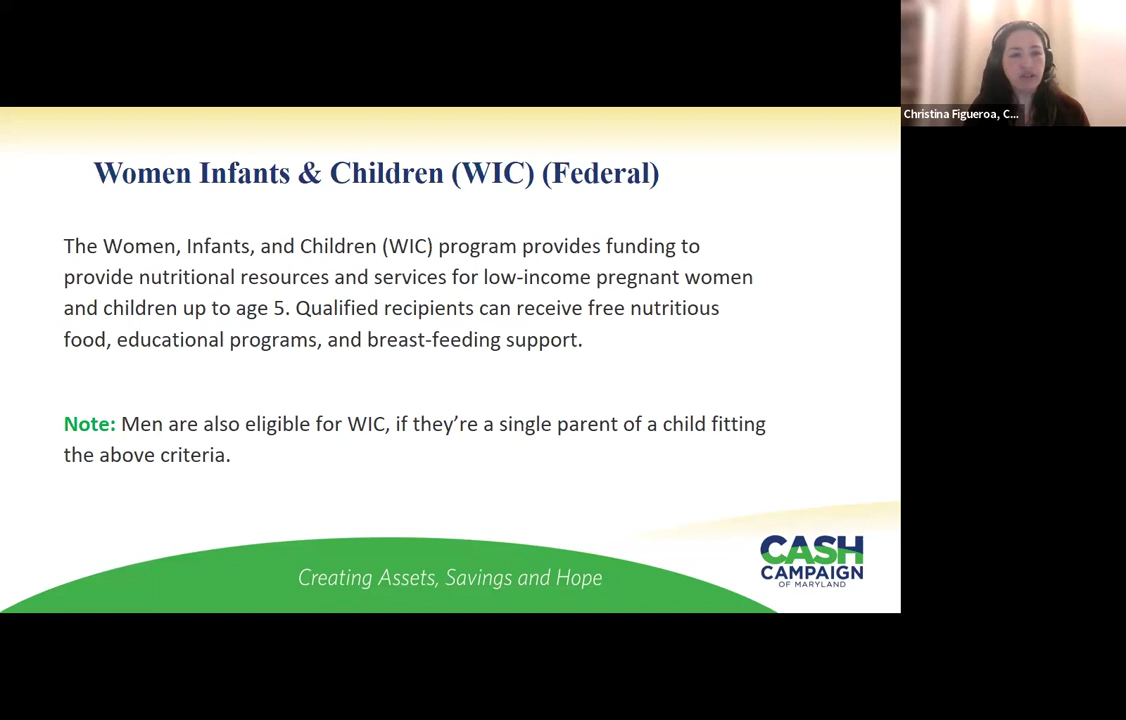 Christina Figueroa, C...
Women Infants & Children (WIC) (Federal)
The Women, Infants, and Children (WIC) program provides funding to
provide nutritional resources and services for low-income pregnant women
and children up to age 5. Qualified recipients can receive free nutritious
food, educational programs, and breast-feeding support.
Note: Men are also eligible for WIC, if they’re a single parent of a child fitting
the above criteria.
Creating Assets, Savings and Hope
CASH
CAMPAIGN
OF MARYLAND